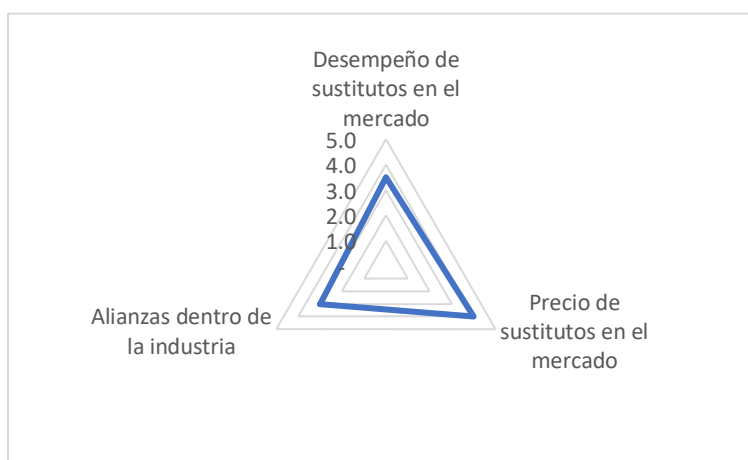 Desempeño de
sustitutos en el
mercado
5.0
4.0
3.0
2.0
1.0
-
Precio de
sustitutos en el
mercado
Alianzas dentro de
la industria